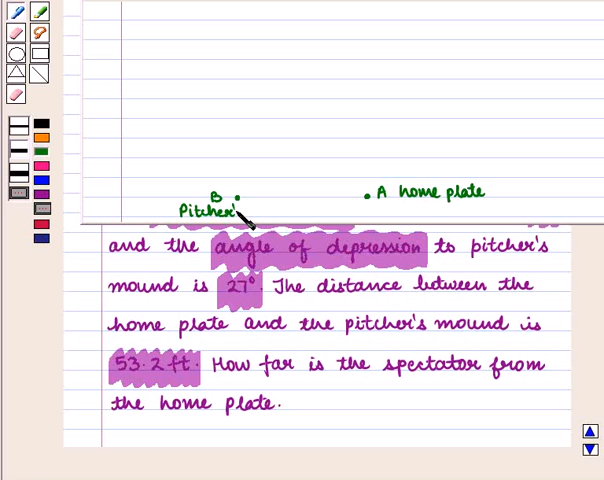 B
A home plate
Pitcher's
and the angle of depression to pitcher's
mound is 27°. The distance between the
home plate and the pitcher's mound is
53.2 ft. How far is the spectator from
the home plate.